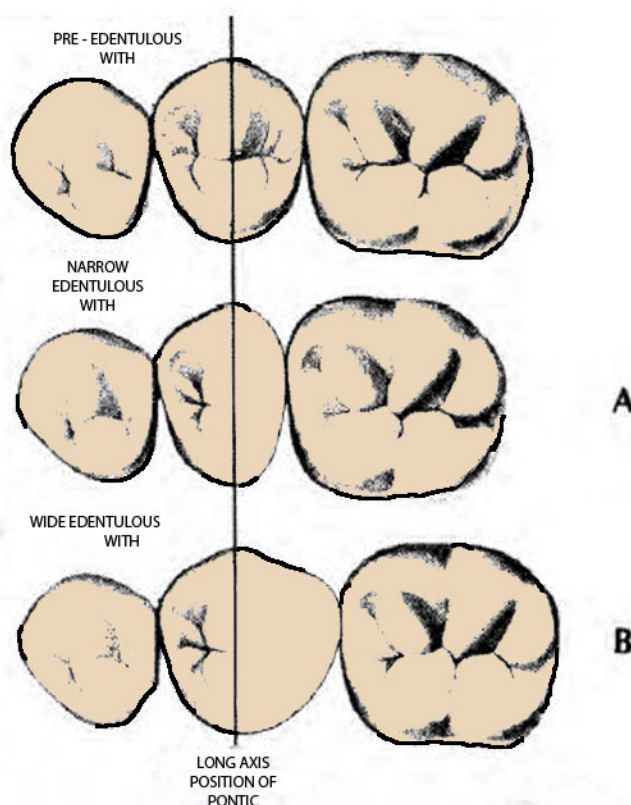 PRE - EDENTULOUS
WITH
NARROW
EDENTULOUS
WITH
A
WIDE EDENTULOUS
WITH
B
LONG AXIS
POSITION OF
PONTIC